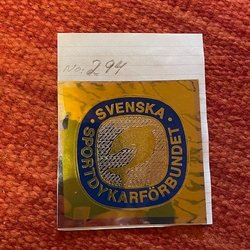 No: 294
· SVENSKA ·
SPORTDYKARFÖRBUNDET